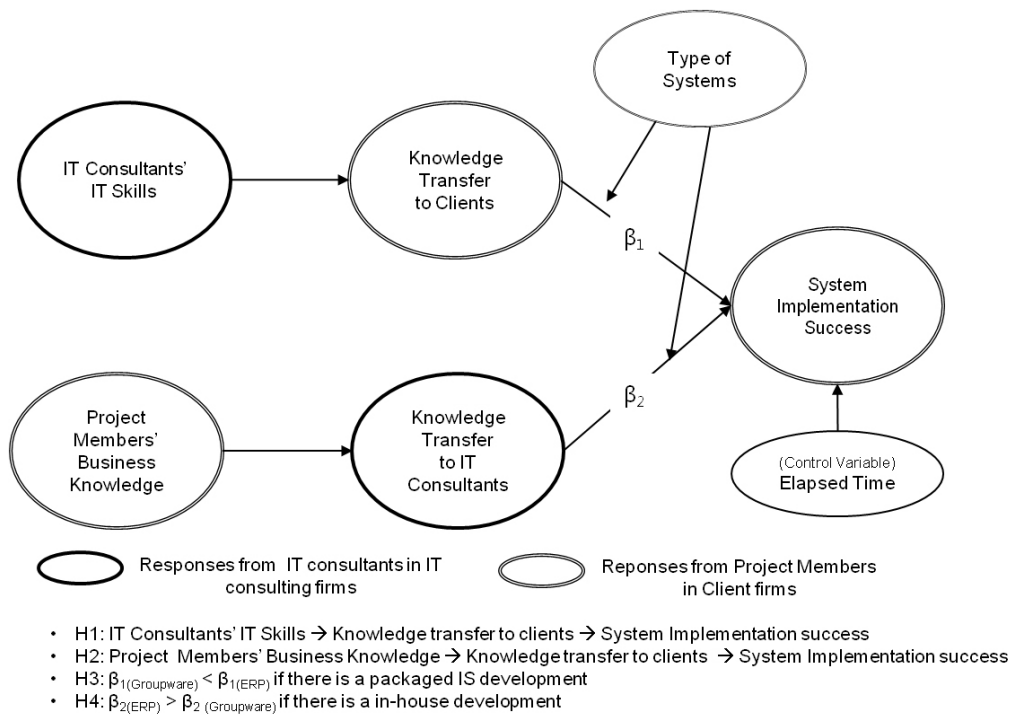 Type of
Systems
IT Consultants'
IT Skills
Knowledge
Transfer
to Clients
β1
System
Implementation
Success
β2
Project
Members'
Business
Knowledge
Knowledge
Transfer
to IT
Consultants
(Control Variable)
Elapsed Time
Responses from IT consultants in IT
consulting firms
Reponses from Project Members
in Client firms
• H1: IT Consultants' IT Skills → Knowledge transfer to clients → System Implementation success
• H2: Project Members' Business Knowledge → Knowledge transfer to clients → System Implementation success
• H3: β1(Groupware) < β1(ERP) if there is a packaged IS development
• H4: β2(ERP) > β2 (Groupware) if there is a in-house development